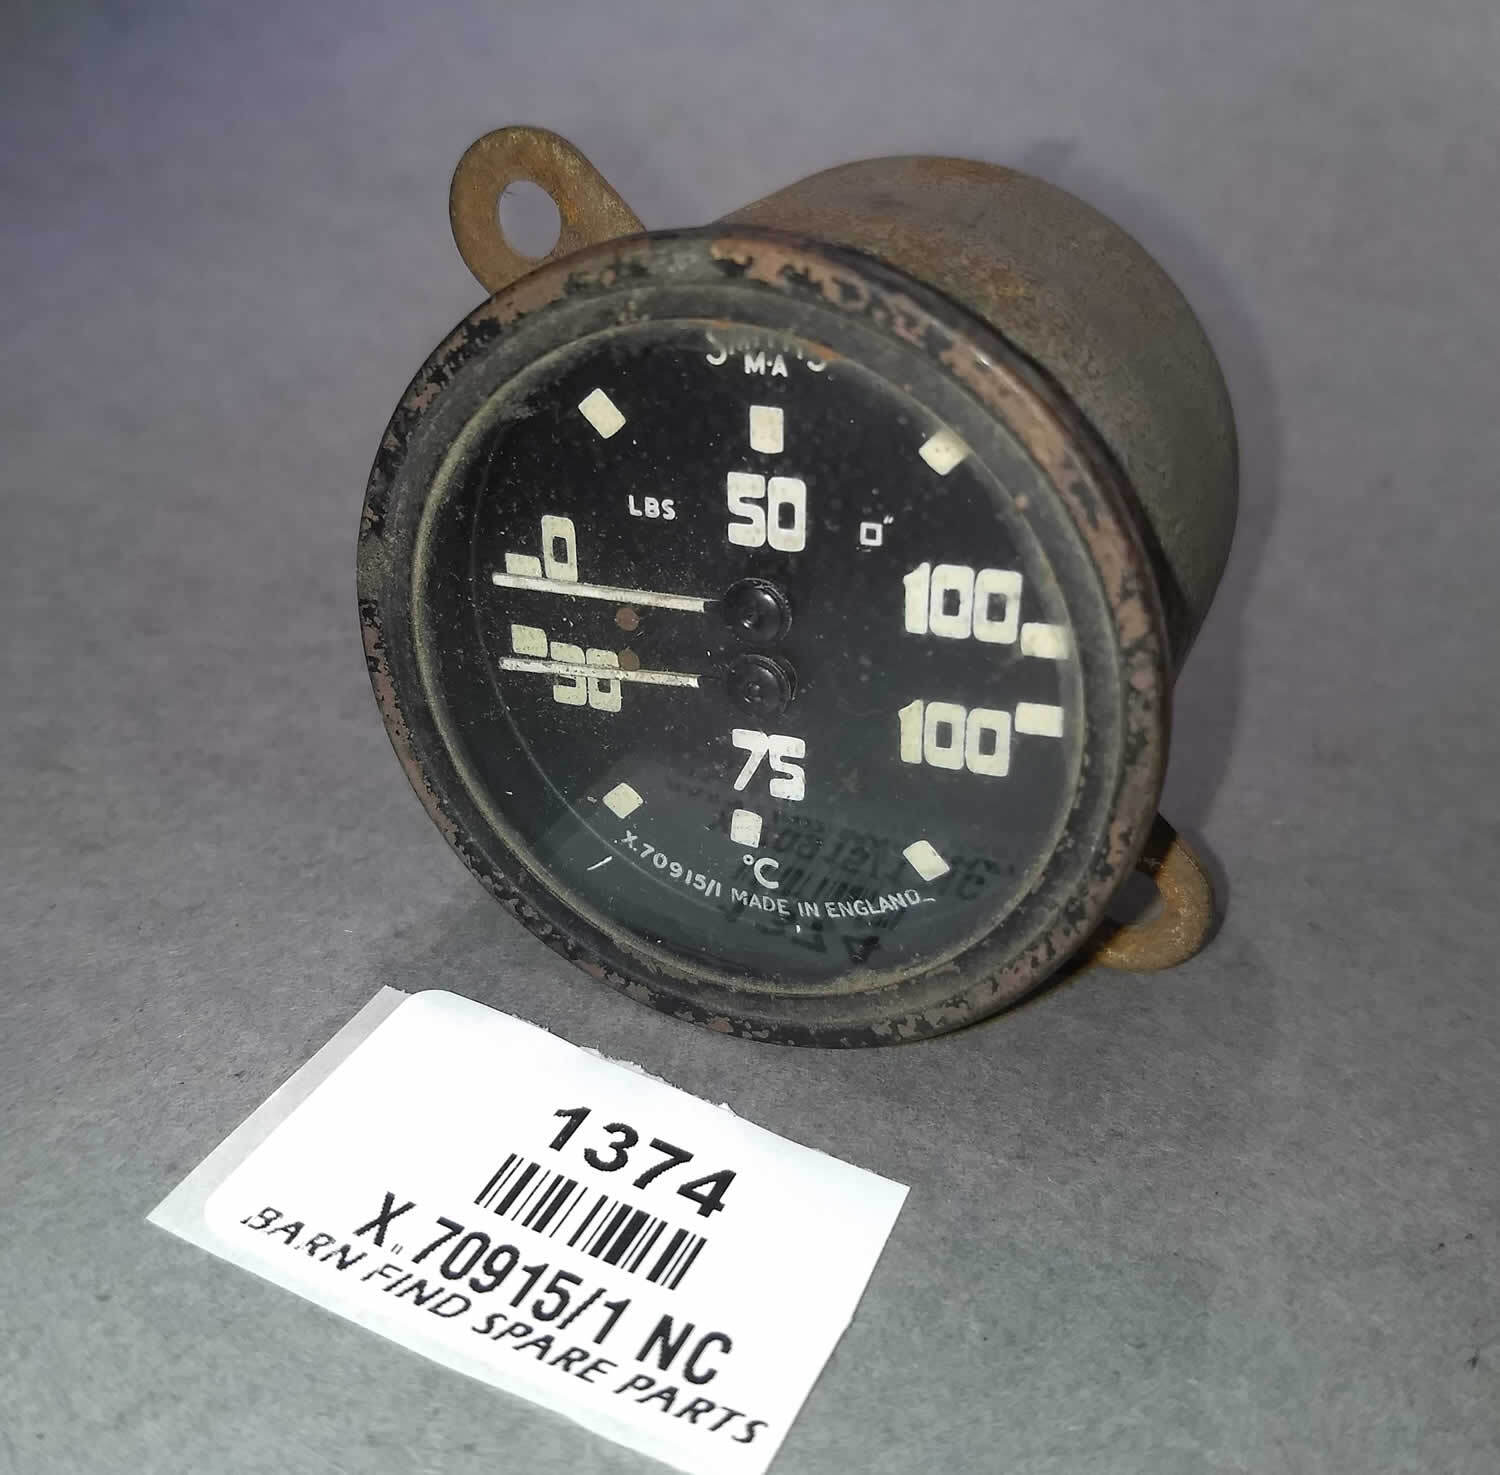 SMITHS
M·A
LBS
50
□"
0
100
30
100
75
°C
X.70915/1 MADE IN ENGLAND
1374
X.70915/1 NC
BARN FIND SPARE PARTS